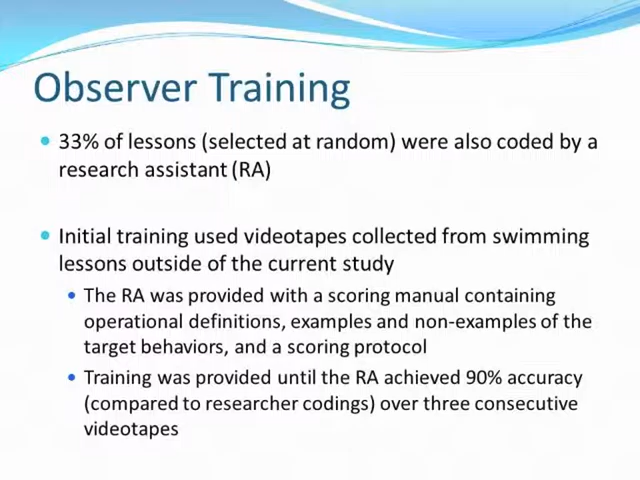 Observer Training
33% of lessons (selected at random) were also coded by a
research assistant (RA)
Initial training used videotapes collected from swimming
lessons outside of the current study
The RA was provided with a scoring manual containing
operational definitions, examples and non-examples of the
target behaviors, and a scoring protocol
Training was provided until the RA achieved 90% accuracy
(compared to researcher codings) over three consecutive
videotapes